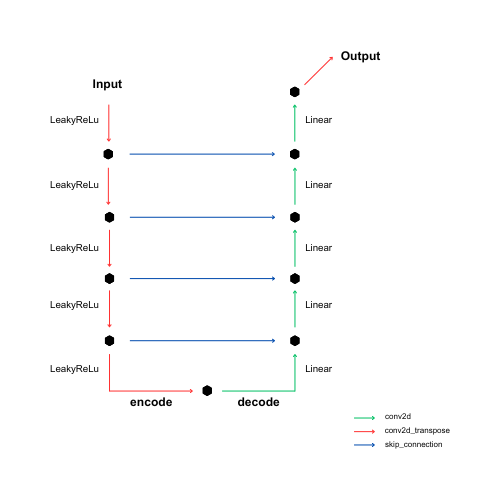 Output
Input
LeakyReLu
Linear
LeakyReLu
Linear
LeakyReLu
Linear
LeakyReLu
Linear
LeakyReLu
Linear
encode
decode
conv2d
conv2d_transpose
skip_connection